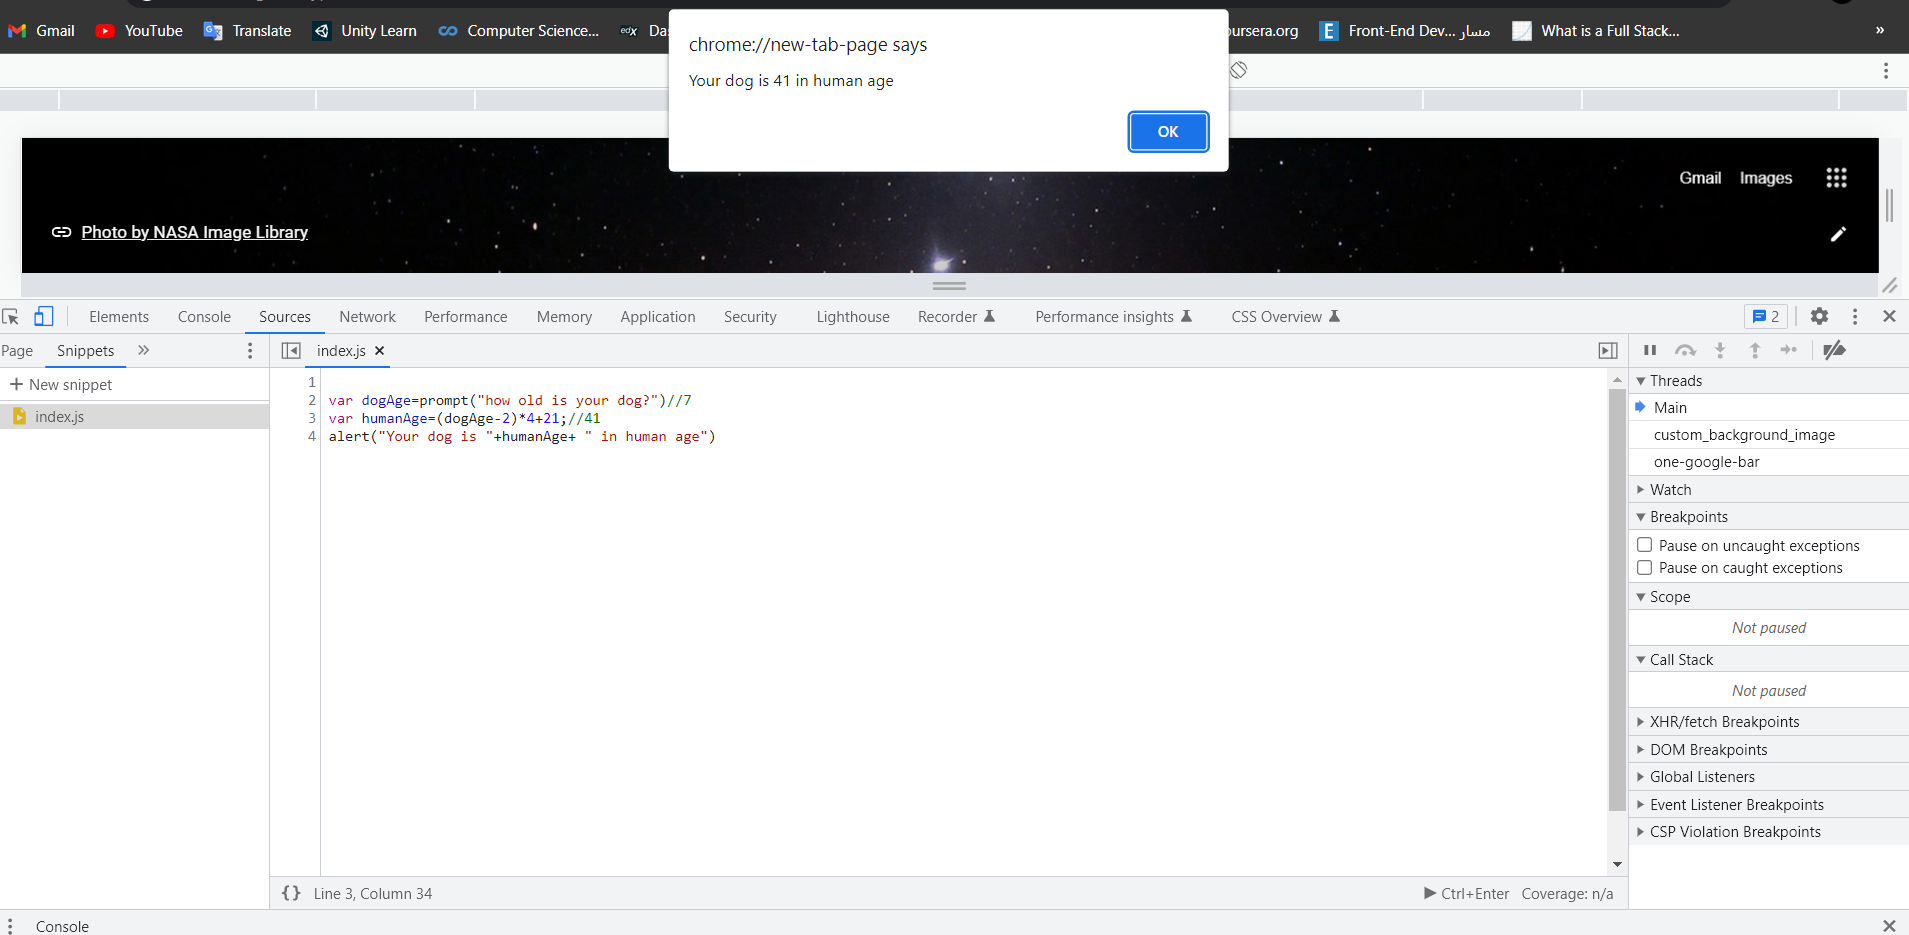 Gmail YouTube Translate Unity Learn Computer Science... edX Das ursera.org Front-End Dev... مسار What is a Full Stack... »
chrome://new-tab-page says
Your dog is 41 in human age
OK
Gmail Images
Photo by NASA Image Library
Elements Console Sources Network Performance Memory Application Security Lighthouse Recorder Performance insights CSS Overview 2
Page Snippets » index.js ×
+ New snippet
index.js
1
2 var dogAge=prompt("how old is your dog?")//7
3 var humanAge=(dogAge-2)*4+21;//41
4 alert("Your dog is "+humanAge+ " in human age")
Threads
Main
custom_background_image
one-google-bar
Watch
Breakpoints
Pause on uncaught exceptions
Pause on caught exceptions
Scope
Not paused
Call Stack
Not paused
XHR/fetch Breakpoints
DOM Breakpoints
Global Listeners
Event Listener Breakpoints
CSP Violation Breakpoints
{} Line 3, Column 34 Ctrl+Enter Coverage: n/a
Console